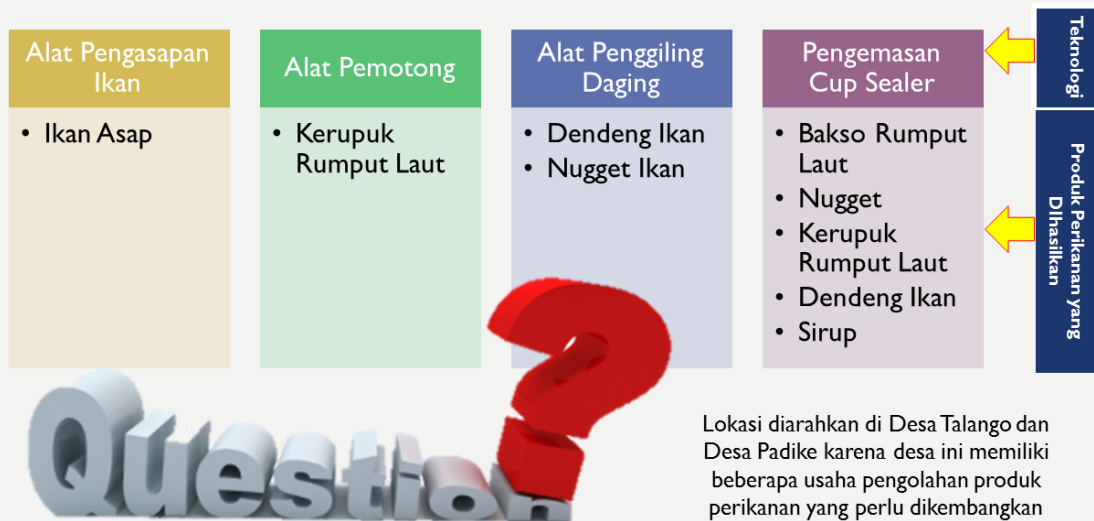 Alat Pengasapan
Ikan
• Ikan Asap
Alat Pemotong
• Kerupuk
Rumput Laut
Alat Penggiling
Daging
• Dendeng Ikan
• Nugget Ikan
Pengemasan
Cup Sealer
• Bakso Rumput
Laut
• Nugget
• Kerupuk
Rumput Laut
• Dendeng Ikan
• Sirup
Teknologi
Produk Perikanan yang
DIhasilkan
Question
?
Lokasi diarahkan di Desa Talango dan
Desa Padike karena desa ini memiliki
beberapa usaha pengolahan produk
perikanan yang perlu dikembangkan